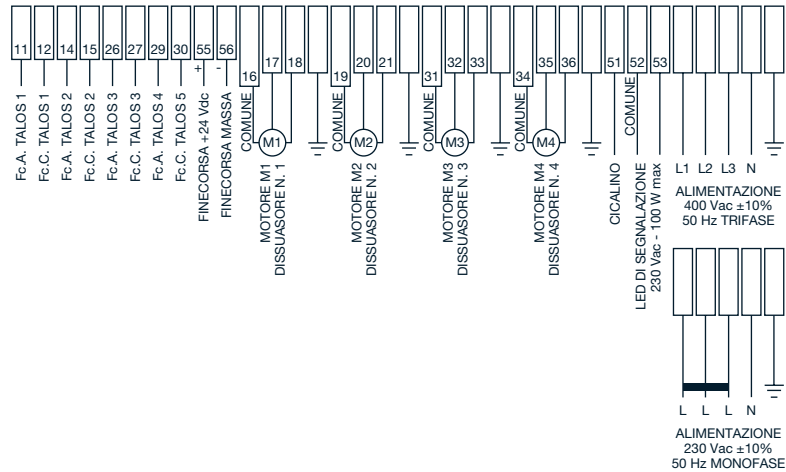 11 12 14 15 26 27 29 30 55 56 16 17 18 19 20 21 31 32 33 34 35 36 51 52 53
+ -
Fc.A. TALOS 1
Fc.C. TALOS 1
Fc.A. TALOS 2
Fc.C. TALOS 2
Fc.A. TALOS 3
Fc.C. TALOS 3
Fc.A. TALOS 4
Fc.C. TALOS 5
FINECORSA +24 Vdc
FINECORSA MASSA
COMUNE
M1
MOTORE M1
DISSUASORE N. 1
COMUNE
M2
MOTORE M2
DISSUASORE N. 2
COMUNE
M3
MOTORE M3
DISSUASORE N. 3
COMUNE
M4
MOTORE M4
DISSUASORE N. 4
CICALINO
COMUNE
LED DI SEGNALAZIONE
230 Vac - 100 W max
L1 L2 L3 N
ALIMENTAZIONE
400 Vac ±10%
50 Hz TRIFASE
L L L N
ALIMENTAZIONE
230 Vac ±10%
50 Hz MONOFASE